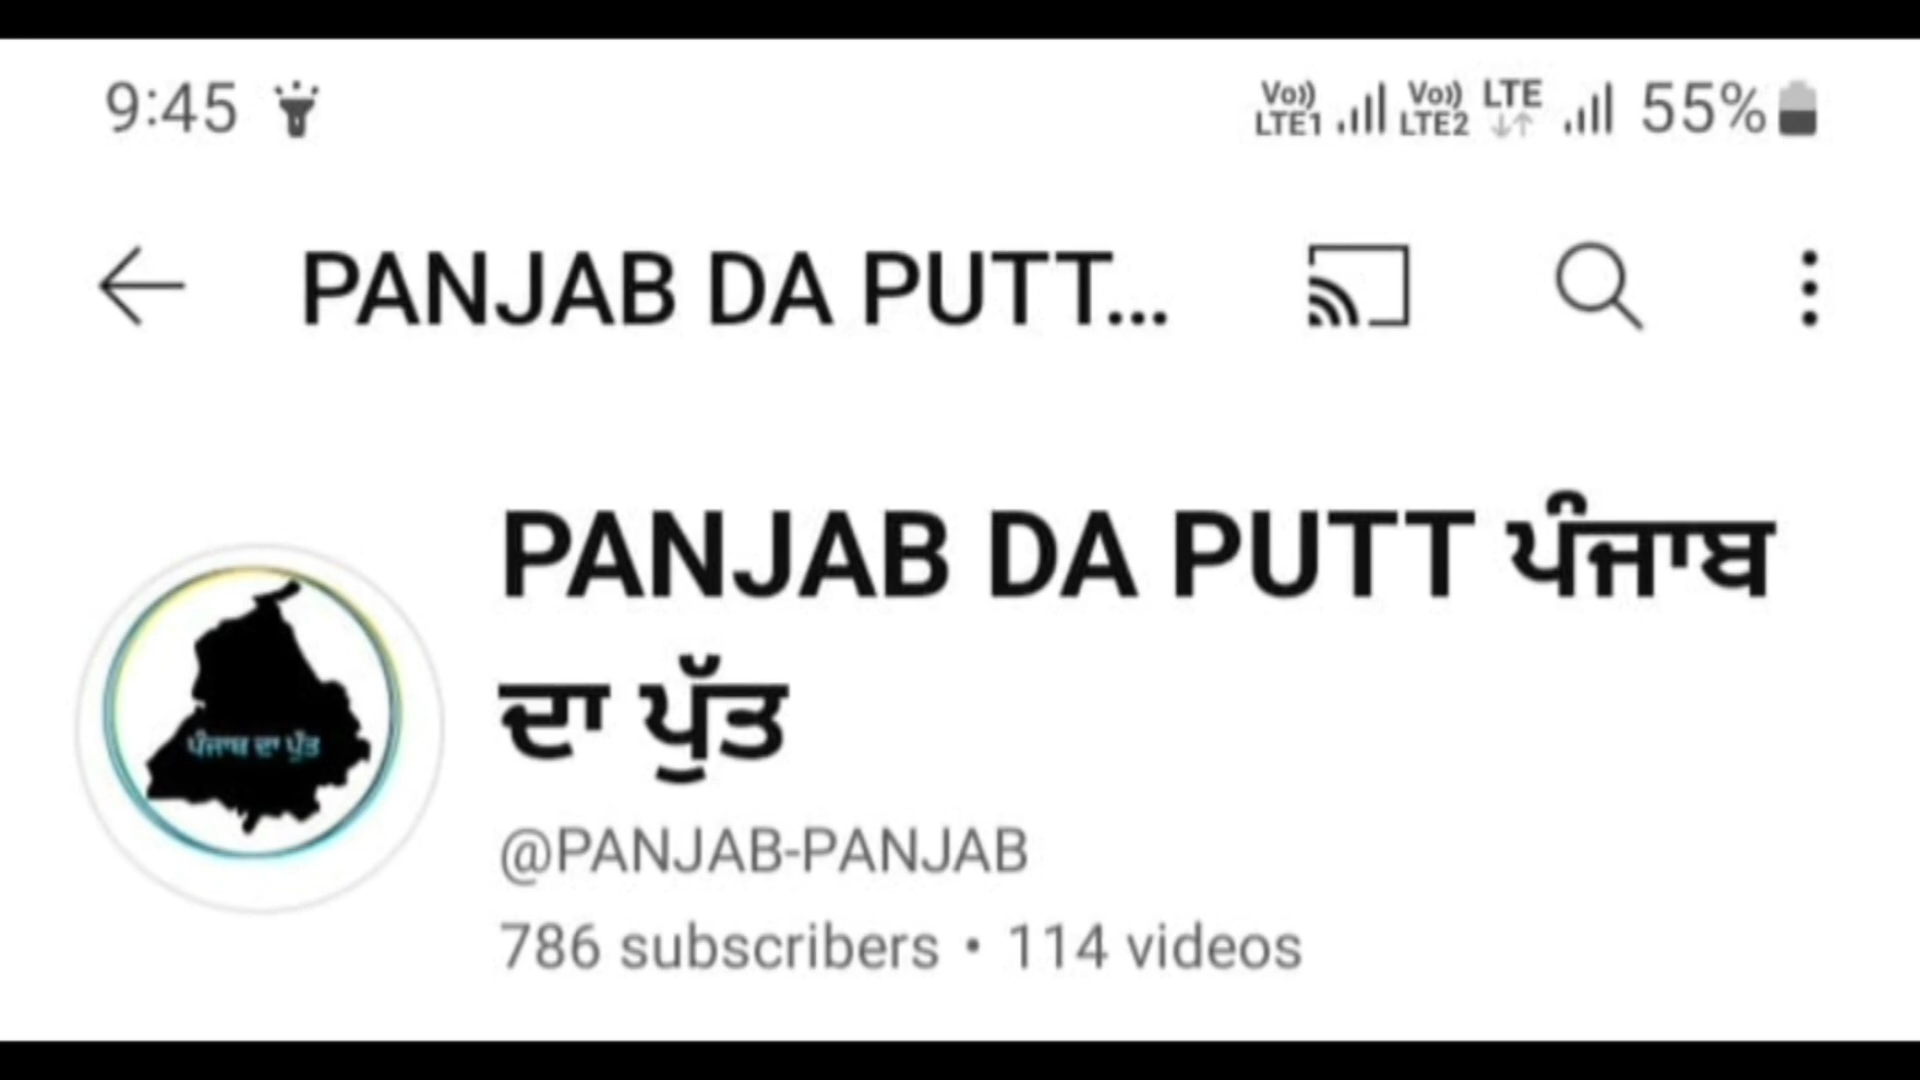 9:45 Vo)) LTE1 Vo)) LTE2 LTE 55%
PANJAB DA PUTT...
PANJAB DA PUTT ਪੰਜਾਬ
ਦਾ ਪੁੱਤ
ਪੰਜਾਬ ਦਾ ਪੁੱਤ
@PANJAB-PANJAB
786 subscribers • 114 videos